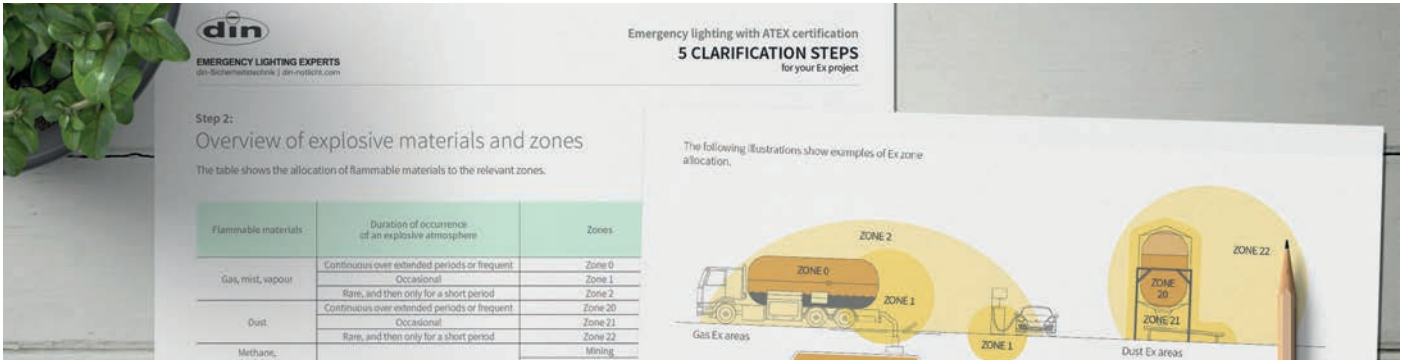 din
EMERGENCY LIGHTING EXPERTS
din-Sicherheitstechnik | din-notlicht.com
Emergency lighting with ATEX certification
5 CLARIFICATION STEPS
for your Ex project
Step 2:
Overview of explosive materials and zones
The table shows the allocation of flammable materials to the relevant zones.
Flammable materials
Duration of occurrence
of an explosive atmosphere
Zones
Gas, mist, vapour
Continuous over extended periods or frequent
Zone 0
Occasional
Zone 1
Rare, and then only for a short period
Zone 2
Dust
Continuous over extended periods or frequent
Zone 20
Occasional
Zone 21
Rare, and then only for a short period
Zone 22
Methane,
Mining
The following illustrations show examples of Ex zone
allocation.
ZONE 2
ZONE 0
ZONE 1
ZONE 1
Gas Ex areas
ZONE 22
ZONE
20
ZONE 21
Dust Ex areas